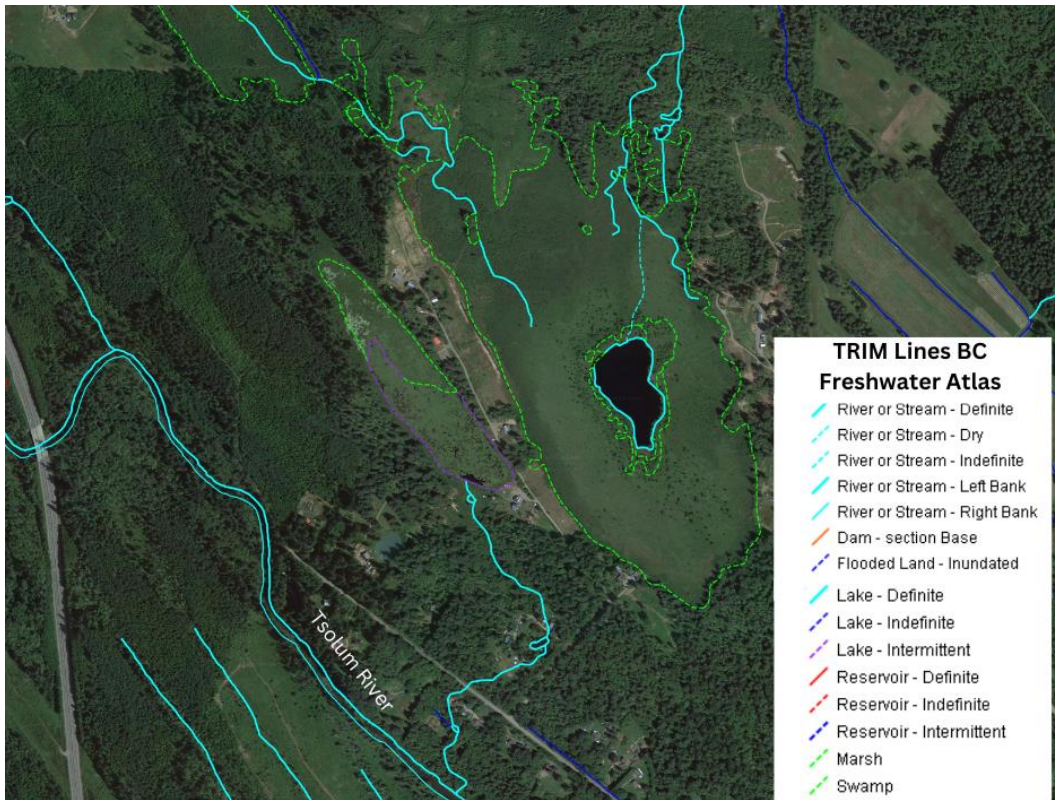 TRIM Lines BC
Freshwater Atlas
River or Stream - Definite
River or Stream - Dry
River or Stream - Indefinite
River or Stream - Left Bank
River or Stream - Right Bank
Dam - section Base
Flooded Land - Inundated
Lake - Definite
Lake - Indefinite
Lake - Intermittent
Reservoir - Definite
Reservoir - Indefinite
Reservoir - Intermittent
Marsh
Swamp
Tsolum River